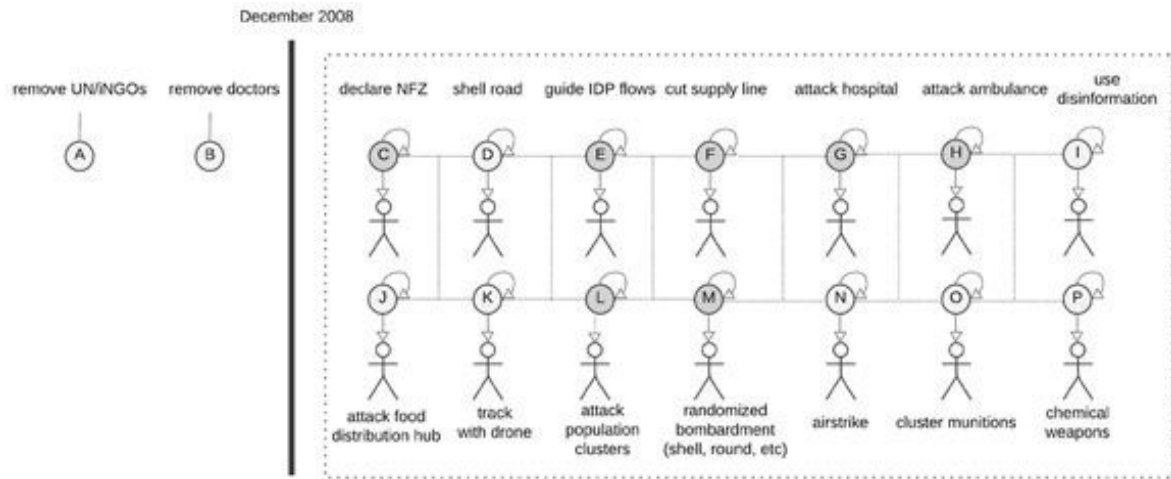 December 2008
remove UN/iNGOs
remove doctors
declare NFZ
shell road
guide IDP flows
cut supply line
attack hospital
attack ambulance
use
disinformation
A
B
C
D
E
F
G
H
I
J
K
L
M
N
O
P
attack food
distribution hub
track
with drone
attack
population
clusters
randomized
bombardment
(shell, round, etc)
airstrike
cluster munitions
chemical
weapons